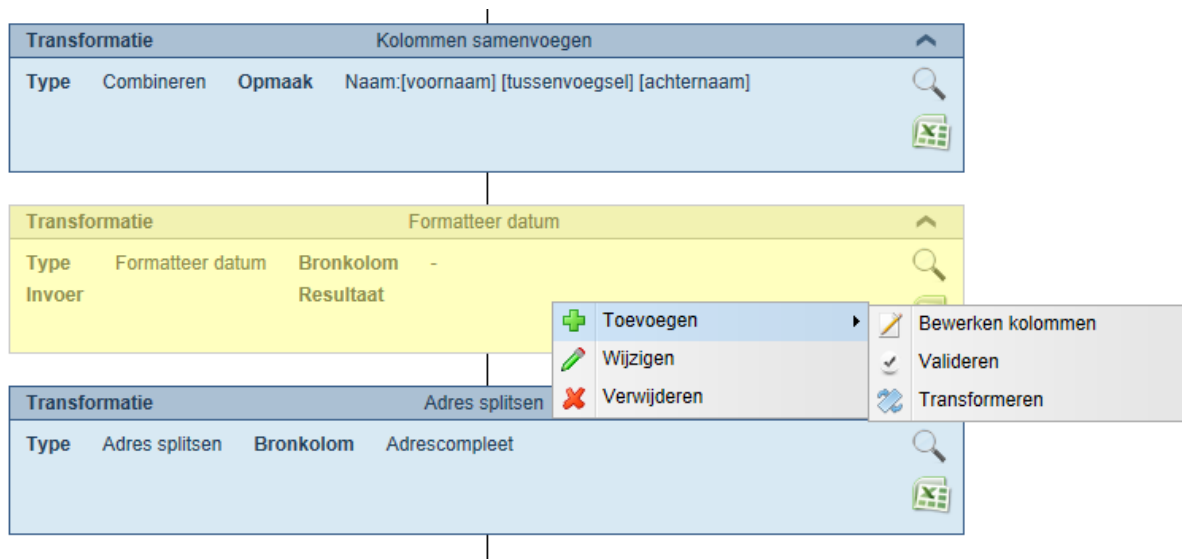 Transformatie Kolommen samenvoegen
Type Combineren Opmaak Naam:[voornaam] [tussenvoegsel] [achternaam]
Transformatie Formatteer datum
Type Formatteer datum Bronkolom -
Invoer Resultaat
Toevoegen Bewerken kolommen
Wijzigen Valideren
Verwijderen Transformeren
Transformatie Adres splitsen
Type Adres splitsen Bronkolom Adrescompleet